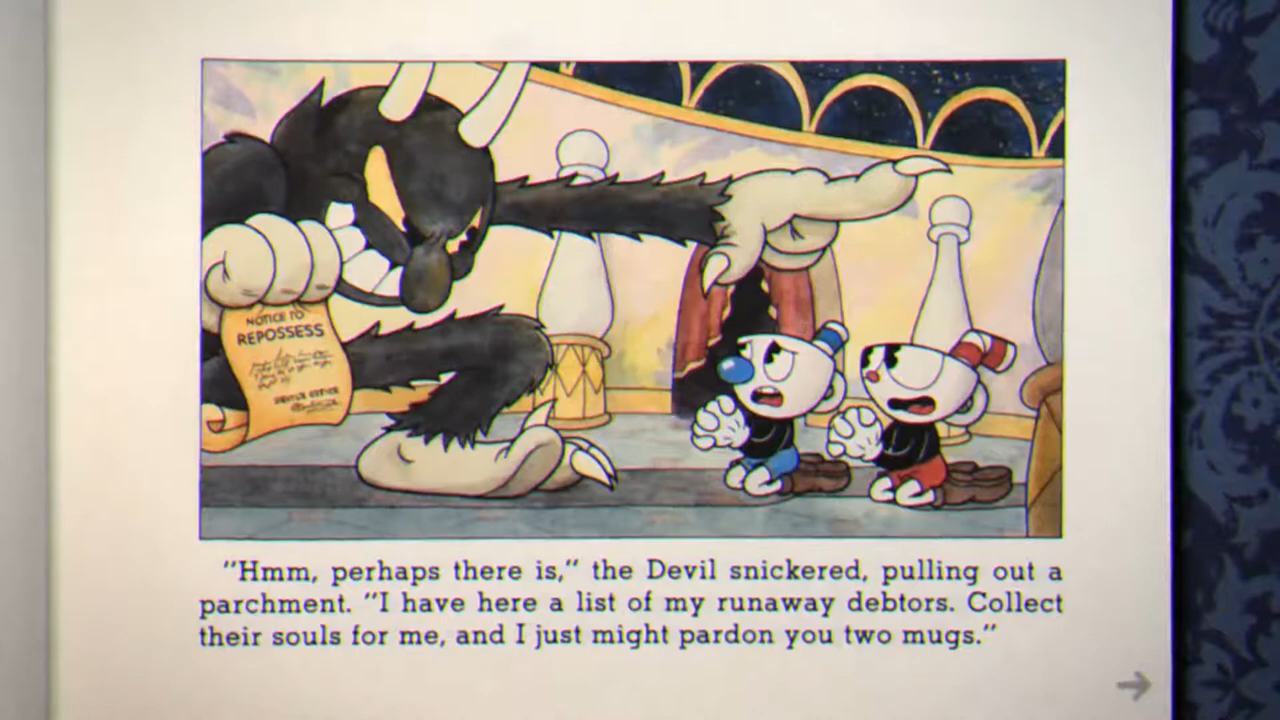 NOTICE TO
REPOSSESS
"Hmm, perhaps there is," the Devil snickered, pulling out a
parchment. "I have here a list of my runaway debtors. Collect
their souls for me, and I just might pardon you two mugs."